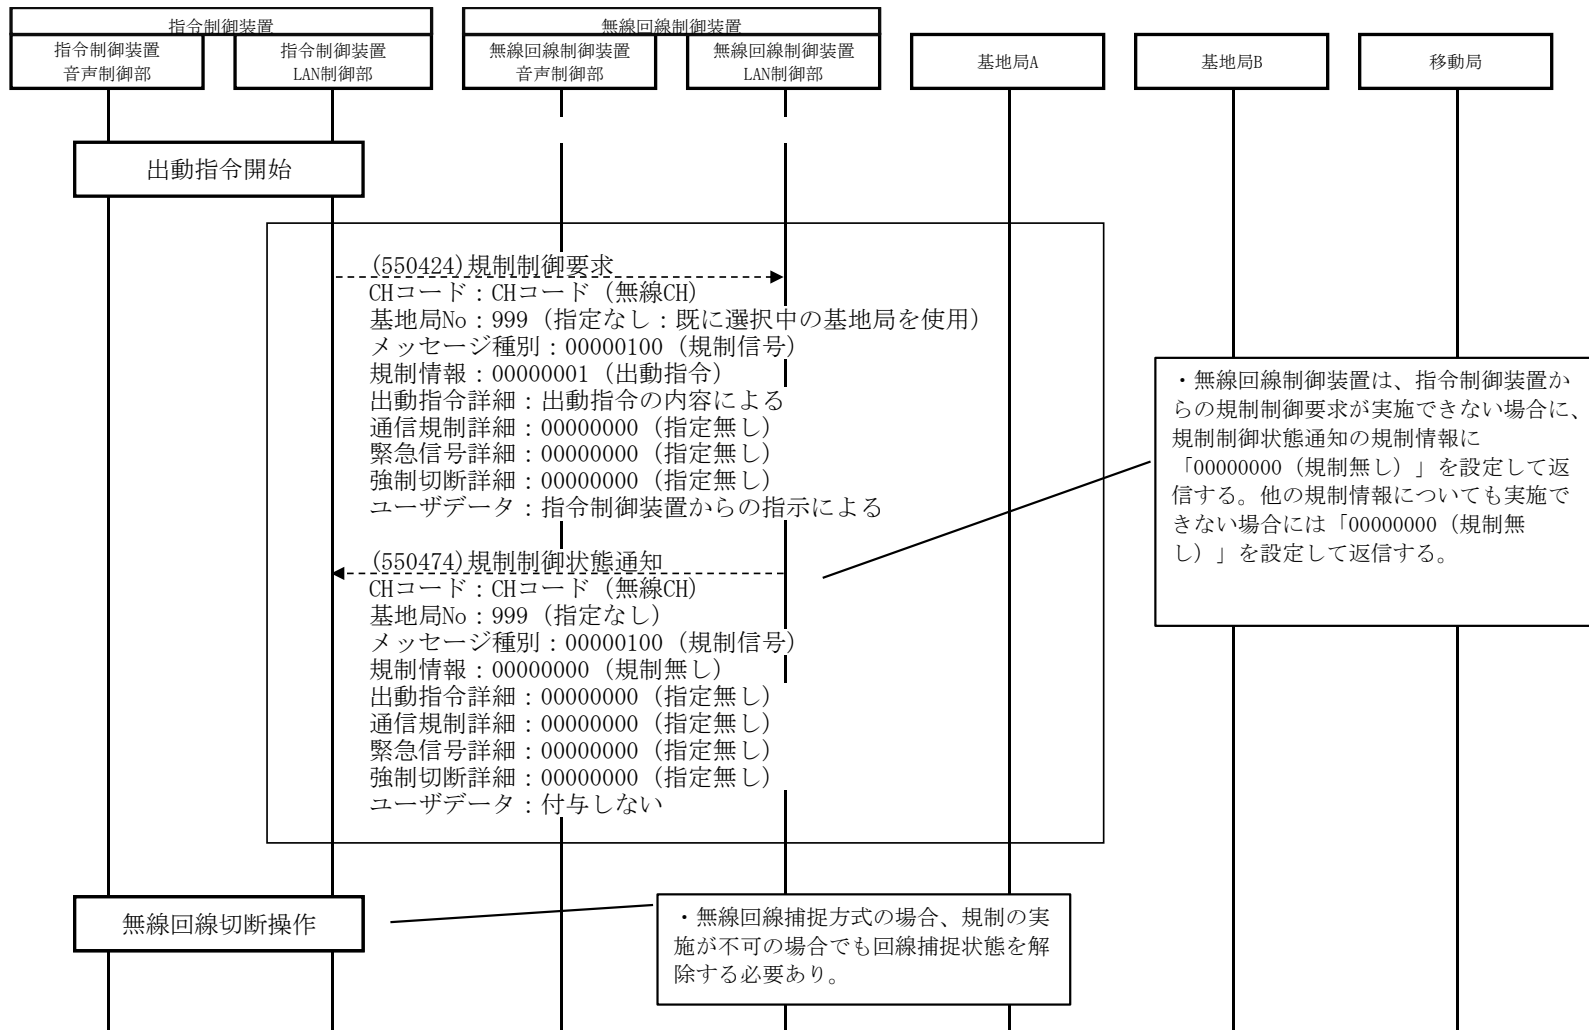 指令制御装置
無線回線制御装置
指令制御装置
音声制御部
指令制御装置
LAN制御部
無線回線制御装置
音声制御部
無線回線制御装置
LAN制御部
基地局A
基地局B
移動局
出動指令開始
(550424)規制制御要求
CHコード：CHコード（無線CH）
基地局No：999（指定なし：既に選択中の基地局を使用）
メッセージ種別：00000100（規制信号）
規制情報：00000001（出動指令）
出動指令詳細：出動指令の内容による
通信規制詳細：00000000（指定無し）
緊急信号詳細：00000000（指定無し）
強制切断詳細：00000000（指定無し）
ユーザデータ：指令制御装置からの指示による
(550474)規制制御状態通知
CHコード：CHコード（無線CH）
基地局No：999（指定なし）
メッセージ種別：00000100（規制信号）
規制情報：00000000（規制無し）
出動指令詳細：00000000（指定無し）
通信規制詳細：00000000（指定無し）
緊急信号詳細：00000000（指定無し）
強制切断詳細：00000000（指定無し）
ユーザデータ：付与しない
・無線回線制御装置は、指令制御装置か
らの規制制御要求が実施できない場合に、
規制制御状態通知の規制情報に
「00000000（規制無し）」を設定して返
信する。他の規制情報についても実施で
きない場合には「00000000（規制無
し）」を設定して返信する。
無線回線切断操作
・無線回線捕捉方式の場合、規制の実
施が不可の場合でも回線捕捉状態を解
除する必要あり。